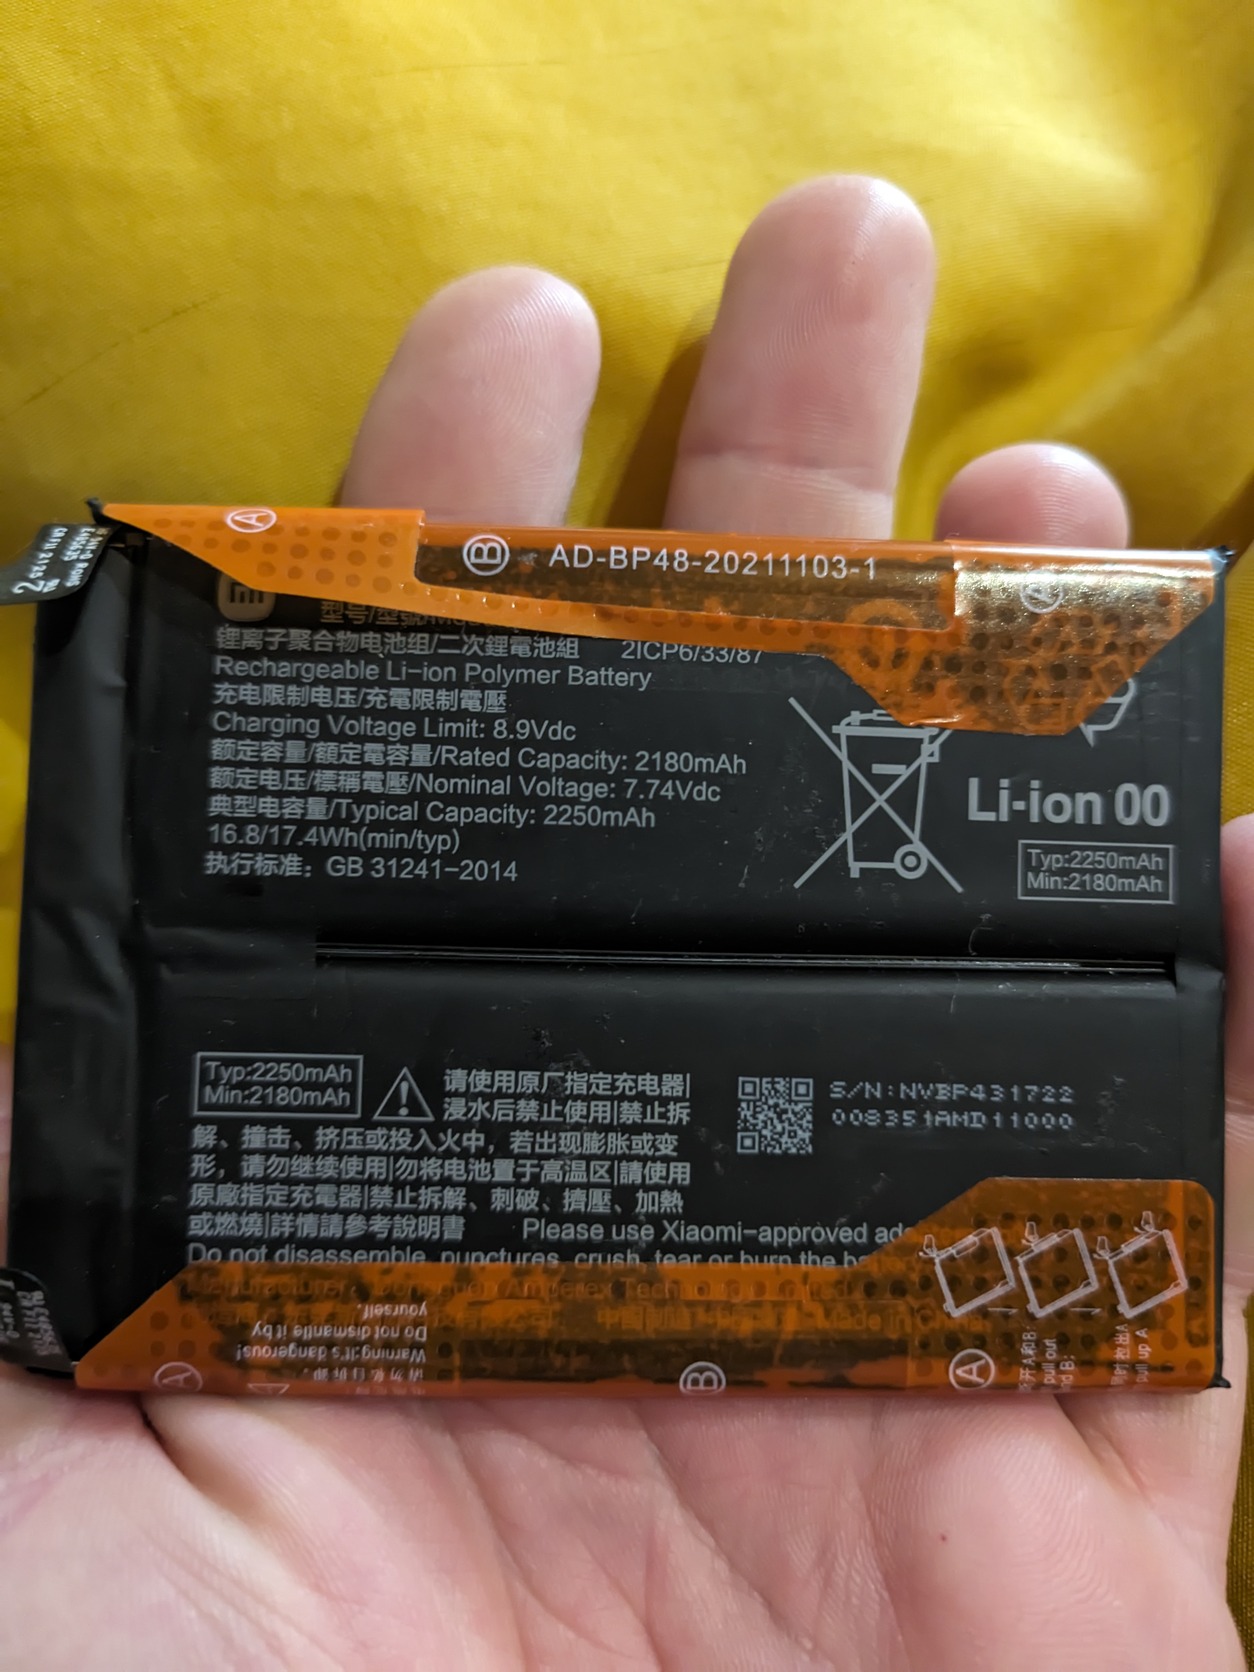 Ⓐ
Ⓑ AD-BP48-20211103-1
Ⓐ
型号/型號:
锂离子聚合物电池组/二次鋰電池組 2ICP6/33/87
Rechargeable Li-ion Polymer Battery
充电限制电压/充電限制電壓
Charging Voltage Limit: 8.9Vdc
额定容量/額定電容量/Rated Capacity: 2180mAh
额定电压/標稱電壓/Nominal Voltage: 7.74Vdc
典型电容量/Typical Capacity: 2250mAh
16.8/17.4Wh(min/typ)
执行标准：GB 31241-2014
Li-ion 00
Typ:2250mAh
Min:2180mAh
Typ:2250mAh
Min:2180mAh
请使用原厂指定充电器|
浸水后禁止使用|禁止拆
解、撞击、挤压或投入火中，若出现膨胀或变
形，请勿继续使用|勿将电池置于高温区|請使用
原廠指定充電器|禁止拆解、刺破、擠壓、加熱
或燃燒|詳情請參考說明書 Please use Xiaomi-approved
Do not disassemble, punctures, crush, tear or burn the
S/N:NVBP431722
008351AMD11000
Made in China
Warning:It's dangerous!
Do not dismantle it by
yourself.
Ⓐ
Ⓑ
Ⓐ
pull out
pull up A